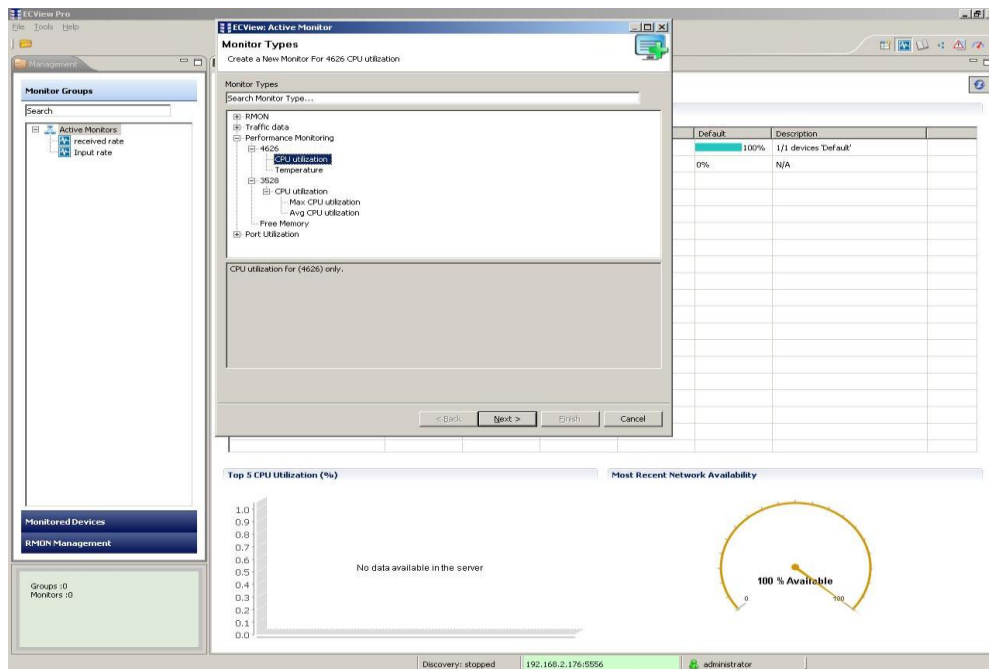 ECView Pro
File Tools Help
Management
Monitor Groups
Search
Active Monitors
received rate
Input rate
Monitored Devices
RMON Management
Groups :0
Monitors :0
ECView: Active Monitor
Monitor Types
Create a New Monitor For 4626 CPU utilization
Monitor Types
Search Monitor Type...
RMON
Traffic data
Performance Monitoring
4626
CPU utilization
Temperature
3528
CPU utilization
Max CPU utilization
Avg CPU utilization
Free Memory
Port Utilization
CPU utilization for (4626) only.
< Back Next > Finish Cancel
Default Description
100% 1/1 devices 'Default'
0% N/A
Top 5 CPU Utilization (%)
1.0
0.9
0.8
0.7
0.6
0.5
0.4
0.3
0.2
0.1
0.0
No data available in the server
Most Recent Network Availability
100 % Available
0 100
Discovery: stopped 192.168.2.176:5556 administrator